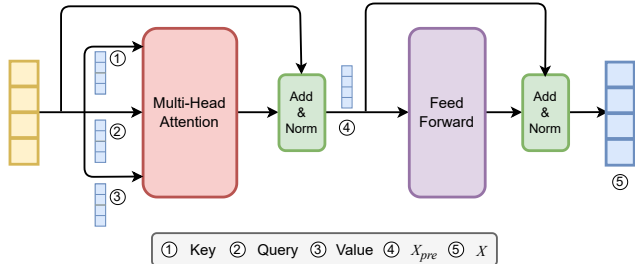 ①
②
③
Multi-Head
Attention
Add
&
Norm
④
Feed
Forward
Add
&
Norm
⑤
① Key ② Query ③ Value ④ X_pre ⑤ X